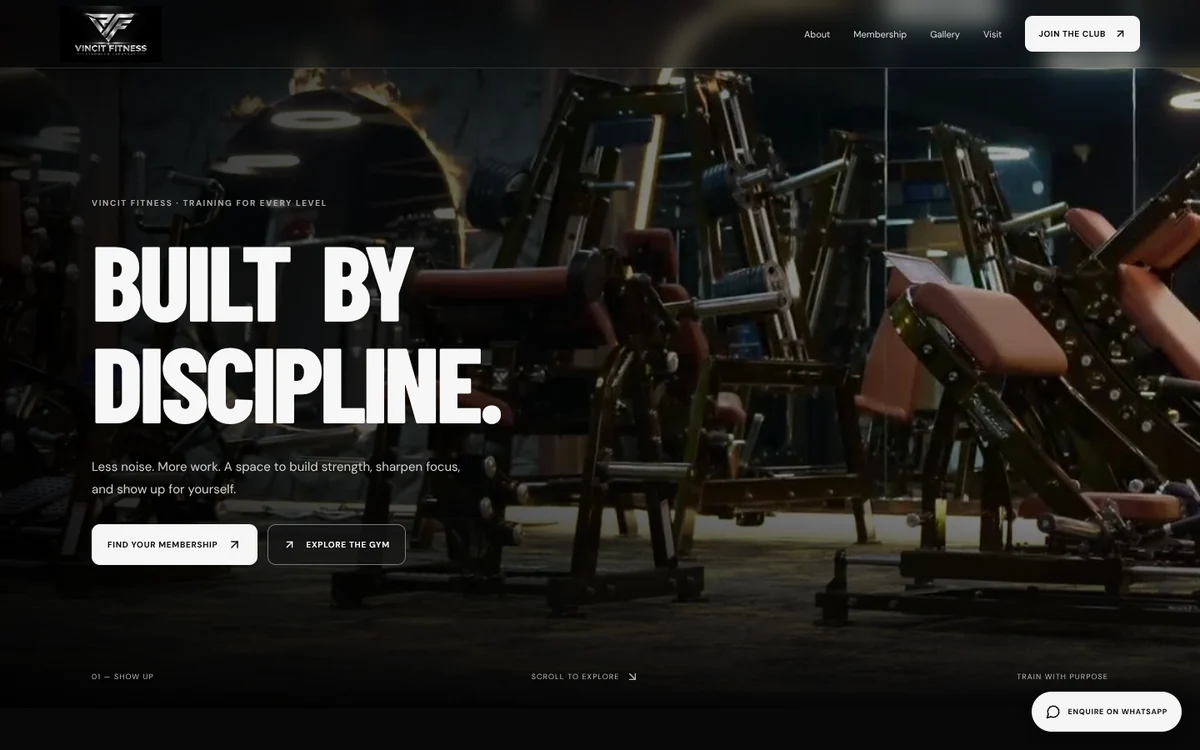 VINCIT FITNESS
About
Membership
Gallery
Visit
JOIN THE CLUB
VINCIT FITNESS · TRAINING FOR EVERY LEVEL
BUILT BY
DISCIPLINE.
Less noise. More work. A space to build strength, sharpen focus,
and show up for yourself.
FIND YOUR MEMBERSHIP
EXPLORE THE GYM
01 — SHOW UP
SCROLL TO EXPLORE
TRAIN WITH PURPOSE
ENQUIRE ON WHATSAPP